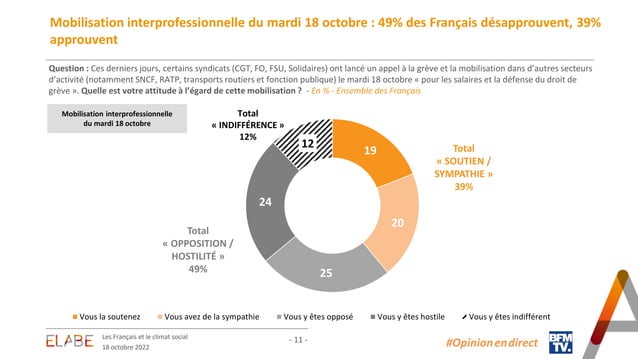 Mobilisation interprofessionnelle du mardi 18 octobre : 49% des Français désapprouvent, 39%
approuvent
Question : Ces derniers jours, certains syndicats (CGT, FO, FSU, Solidaires) ont lancé un appel à la grève et la mobilisation dans d'autres secteurs
d'activité (notamment SNCF, RATP, transports routiers et fonction publique) le mardi 18 octobre « pour les salaires et la défense du droit de
grève ». Quelle est votre attitude à l'égard de cette mobilisation ? - En % - Ensemble des Français
Mobilisation interprofessionnelle
du mardi 18 octobre
Total
« INDIFFÉRENCE »
12%
12
19
Total
« SOUTIEN /
SYMPATHIE »
39%
24
20
Total
« OPPOSITION /
HOSTILITÉ »
49%
25
Vous la soutenez
Vous avez de la sympathie
Vous y êtes opposé
Vous y êtes hostile
Vous y êtes indifférent
ELABE
Les Français et le climat social
18 octobre 2022
- 11 -
#Opinion en direct
BFM
TV.